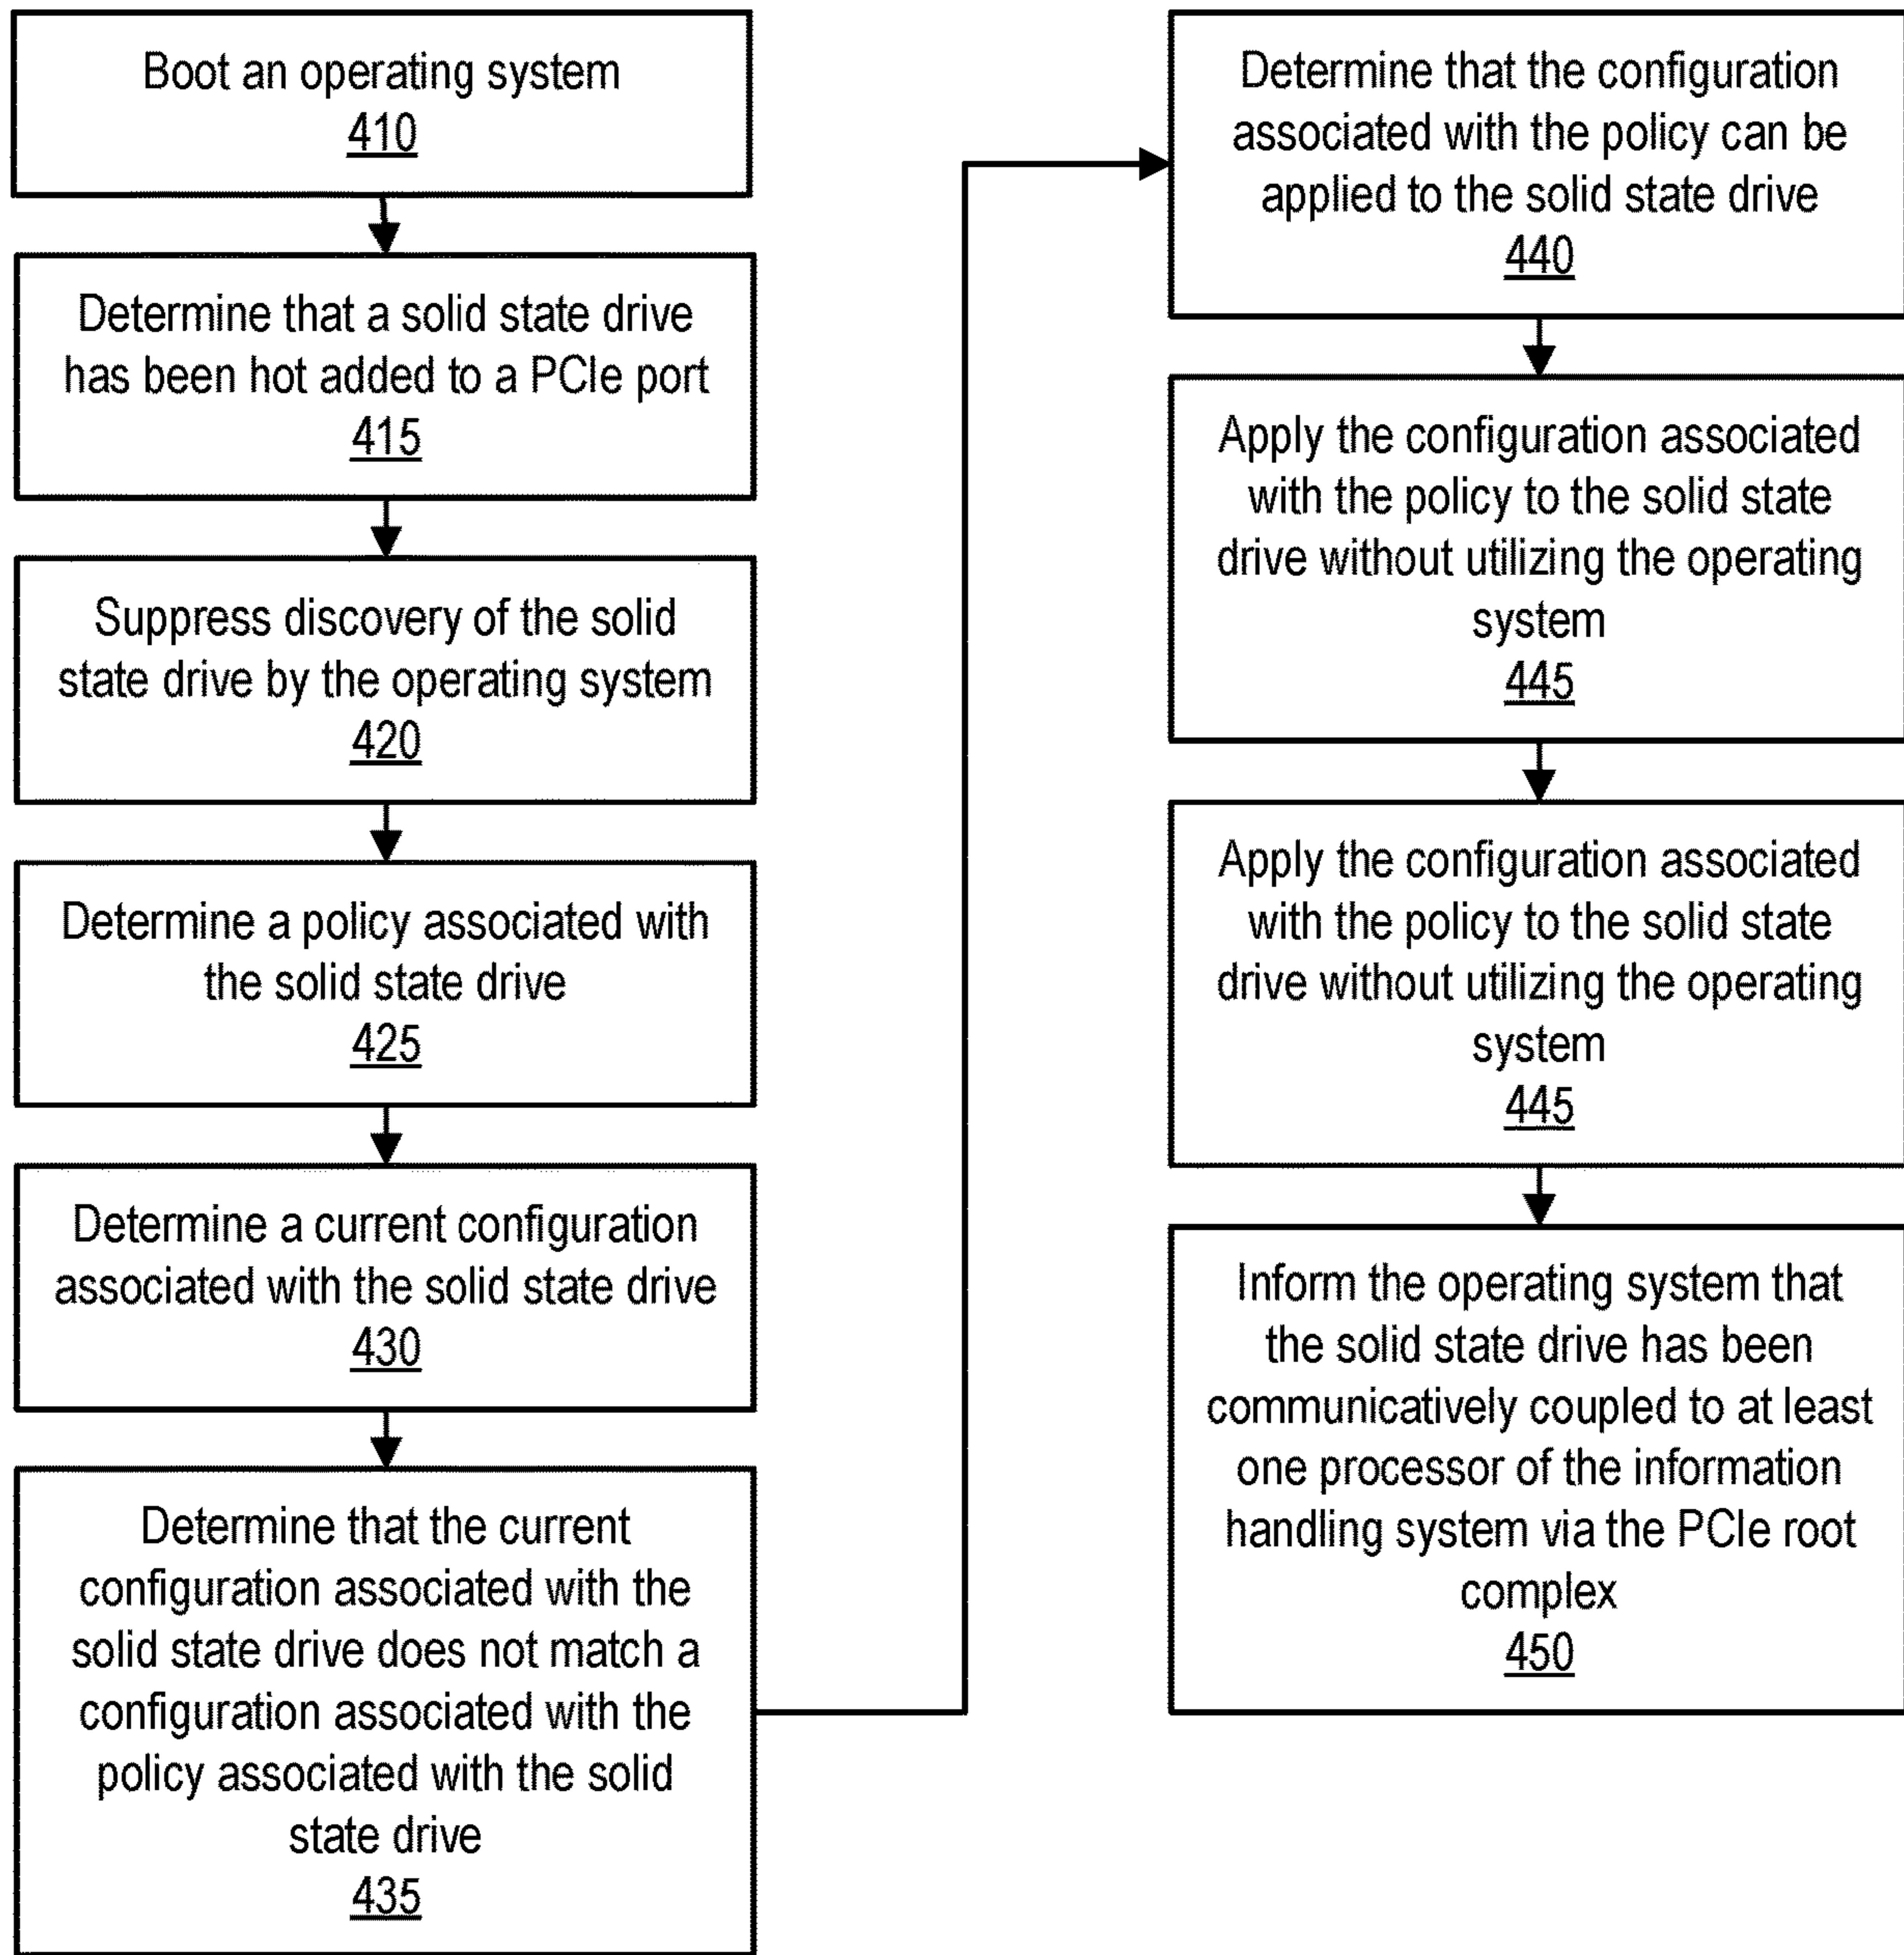 Boot an operating system
410
Determine that a solid state drive
has been hot added to a PCIe port
415
Suppress discovery of the solid
state drive by the operating system
420
Determine a policy associated with
the solid state drive
425
Determine a current configuration
associated with the solid state drive
430
Determine that the current
configuration associated with the
solid state drive does not match a
configuration associated with the
policy associated with the solid
state drive
435
Determine that the configuration
associated with the policy can be
applied to the solid state drive
440
Apply the configuration associated
with the policy to the solid state
drive without utilizing the operating
system
445
Apply the configuration associated
with the policy to the solid state
drive without utilizing the operating
system
445
Inform the operating system that
the solid state drive has been
communicatively coupled to at least
one processor of the information
handling system via the PCIe root
complex
450